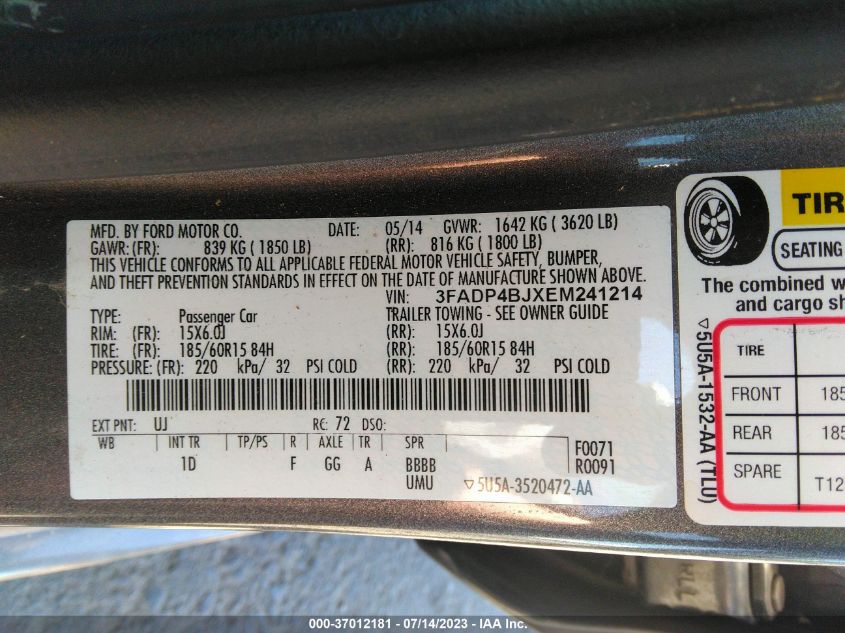 MFD. BY FORD MOTOR CO. DATE: 05/14 GVWR: 1642 KG ( 3620 LB)
GAWR: (FR): 839 KG ( 1850 LB) (RR): 816 KG ( 1800 LB)
THIS VEHICLE CONFORMS TO ALL APPLICABLE FEDERAL MOTOR VEHICLE SAFETY, BUMPER,
AND THEFT PREVENTION STANDARDS IN EFFECT ON THE DATE OF MANUFACTURE SHOWN ABOVE.
VIN: 3FADP4BJXEM241214
TYPE: Passenger Car TRAILER TOWING - SEE OWNER GUIDE
RIM: (FR): 15X6.0J (RR): 15X6.0J
TIRE: (FR): 185/60R15 84H (RR): 185/60R15 84H
PRESSURE: (FR): 220 kPa/ 32 PSI COLD (RR): 220 kPa/ 32 PSI COLD
EXT PNT: UJ RC: 72 DSO:
WB INT TR TP/PS R AXLE TR SPR F0071
1D F GG A BBBB R0091
UMU ▽5U5A-3520472-AA
TIR
SEATING
The combined w
and cargo sh
▽5U5A-1532-AA (TLU)
TIRE
FRONT 185
REAR 185
SPARE T12
000-37012181 - 07/14/2023 - IAA Inc.